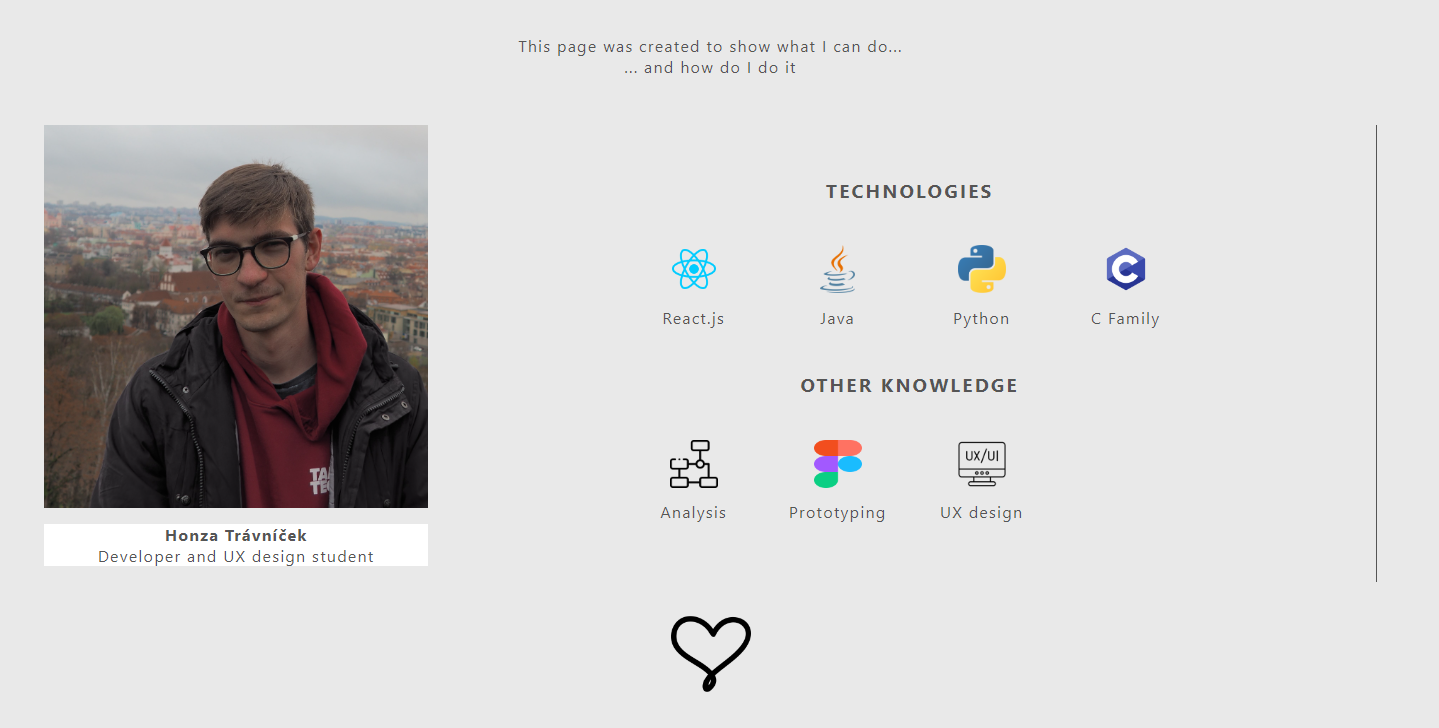 This page was created to show what I can do...
... and how do I do it
TECHNOLOGIES
React.js
Java
Python
C Family
OTHER KNOWLEDGE
UX/UI
Analysis
Prototyping
UX design
Honza Trávníček
Developer and UX design student